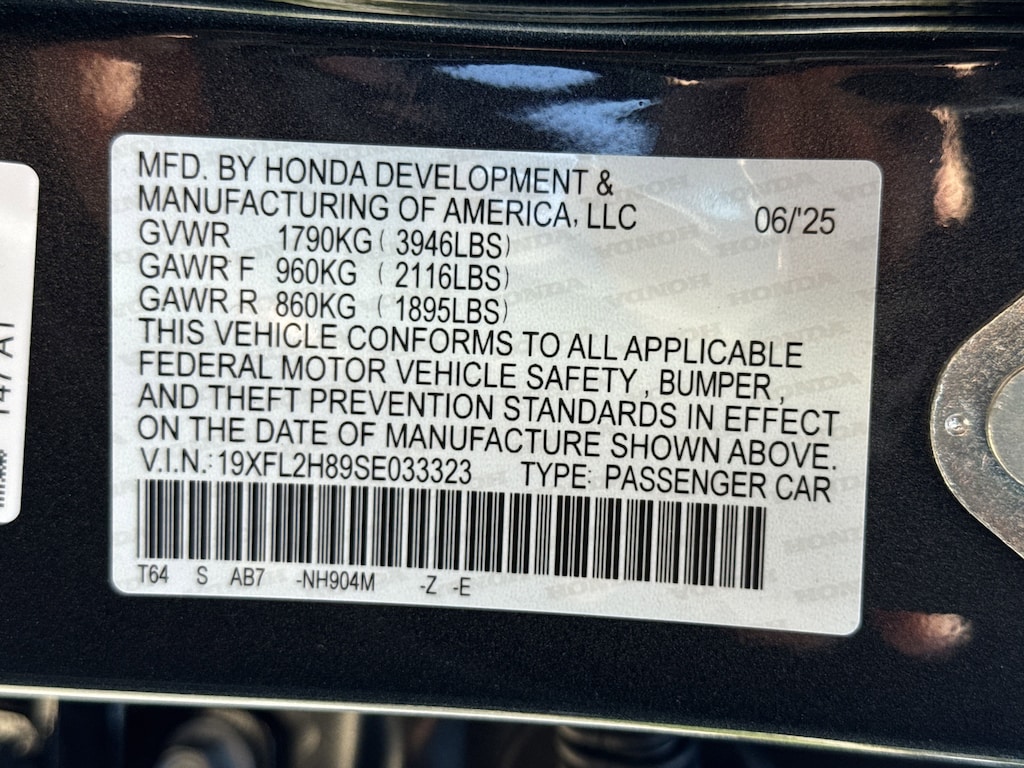 MFD. BY HONDA DEVELOPMENT &
MANUFACTURING OF AMERICA, LLC 06/'25
GVWR 1790KG ( 3946LBS)
GAWR F 960KG ( 2116LBS)
GAWR R 860KG ( 1895LBS)
THIS VEHICLE CONFORMS TO ALL APPLICABLE
FEDERAL MOTOR VEHICLE SAFETY , BUMPER ,
AND THEFT PREVENTION STANDARDS IN EFFECT
ON THE DATE OF MANUFACTURE SHOWN ABOVE.
V.I.N.: 19XFL2H89SE033323 TYPE: PASSENGER CAR
T64 S AB7 -NH904M -Z -E